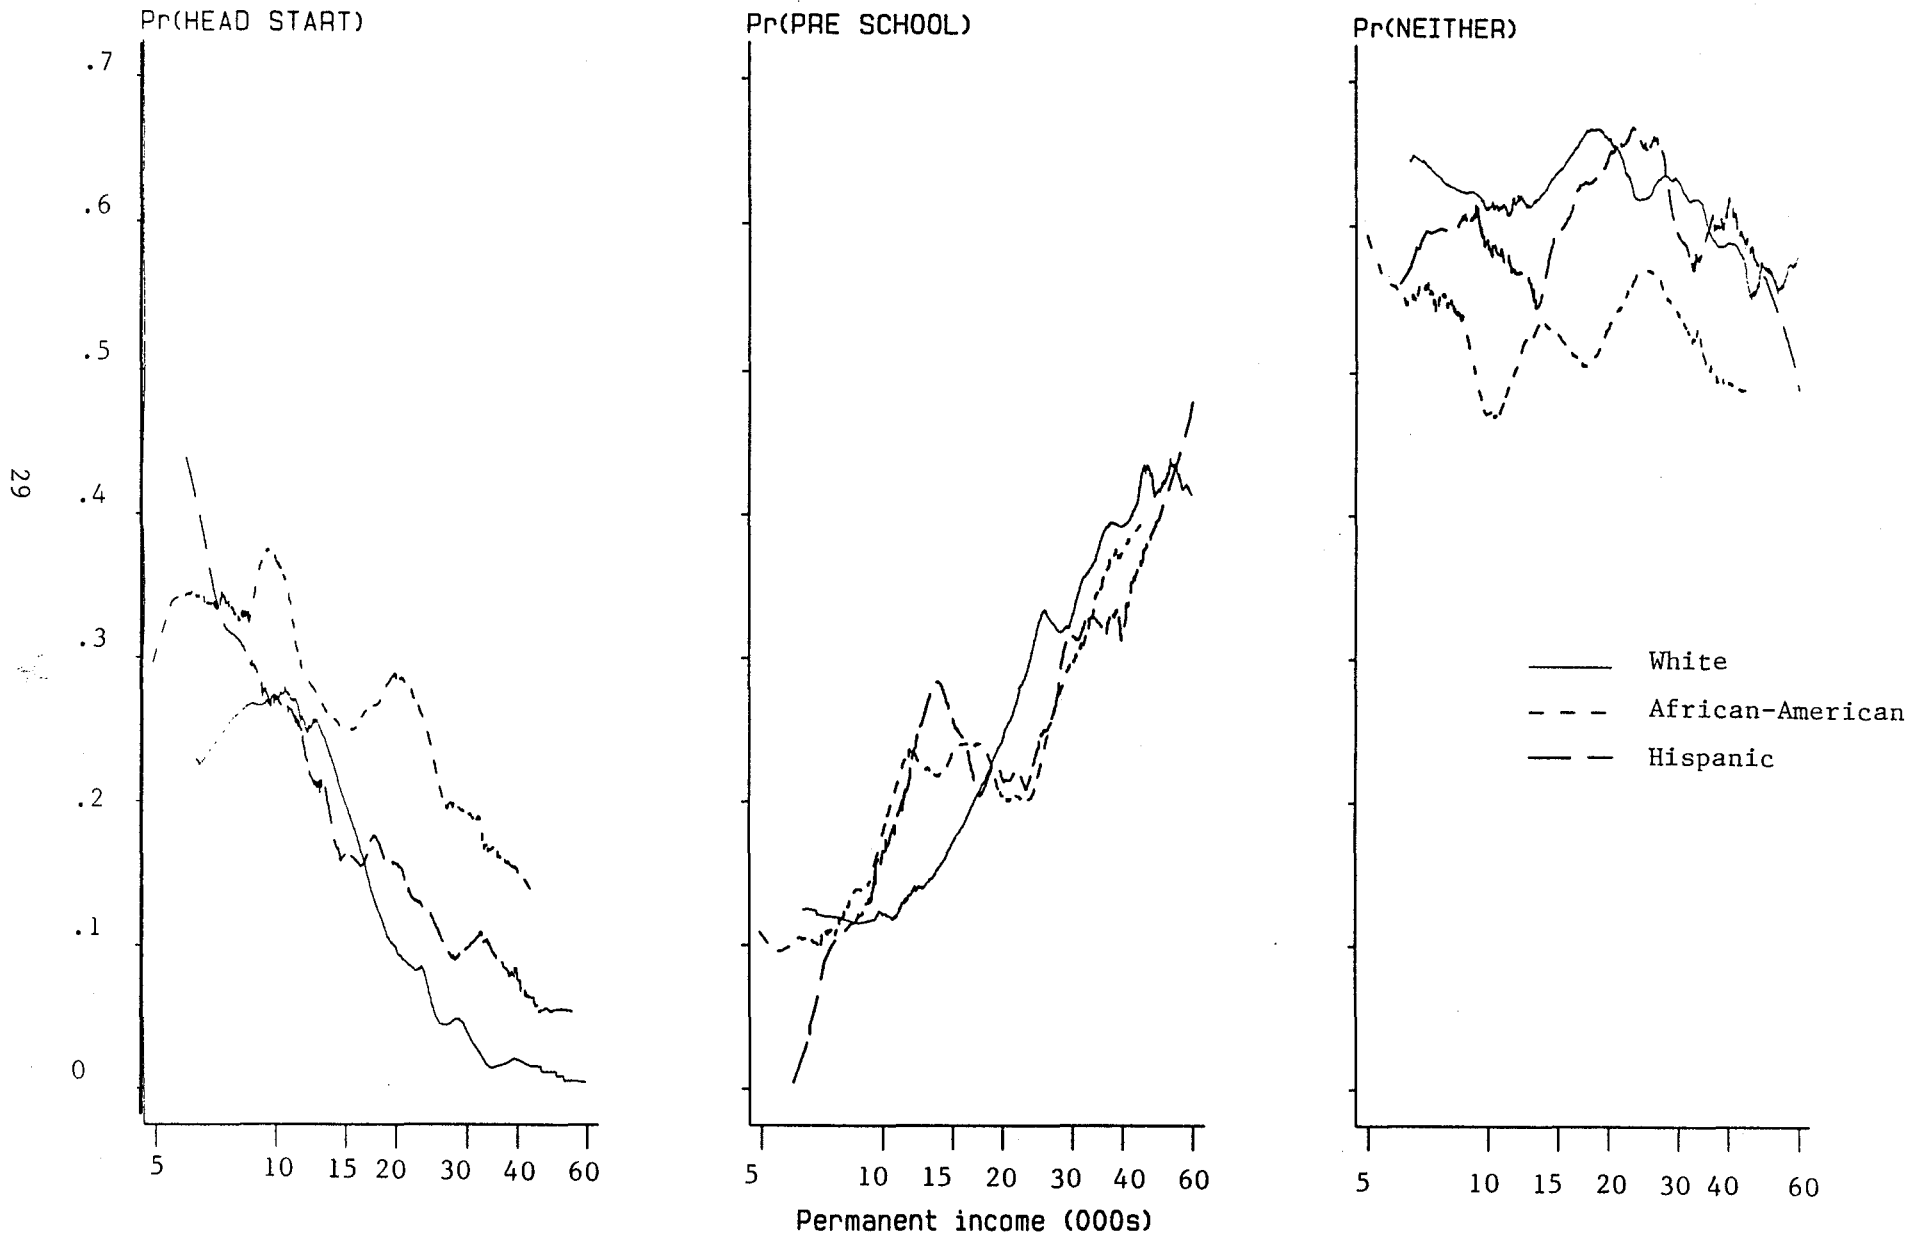 Pr(HEAD START)
Pr(PRE SCHOOL)
Pr(NEITHER)
.7
.6
.5
.4
.3
.2
.1
0
29
White
African-American
Hispanic
5 10 15 20 30 40 60
5 10 15 20 30 40 60
5 10 15 20 30 40 60
Permanent income (000s)